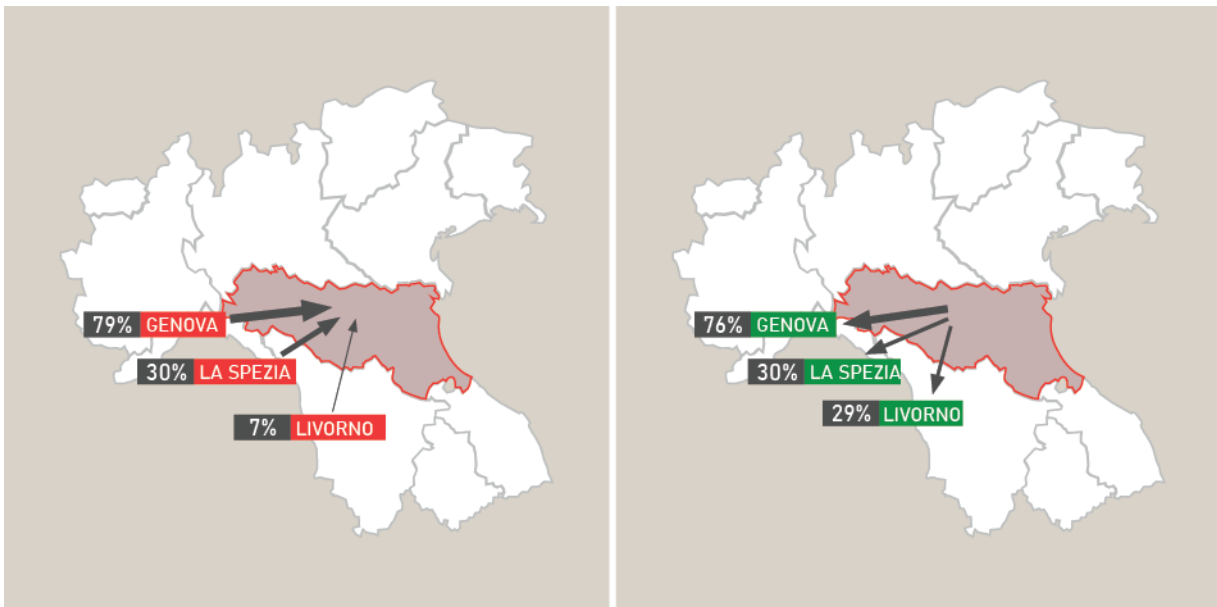 79% GENOVA
30% LA SPEZIA
7% LIVORNO
76% GENOVA
30% LA SPEZIA
29% LIVORNO